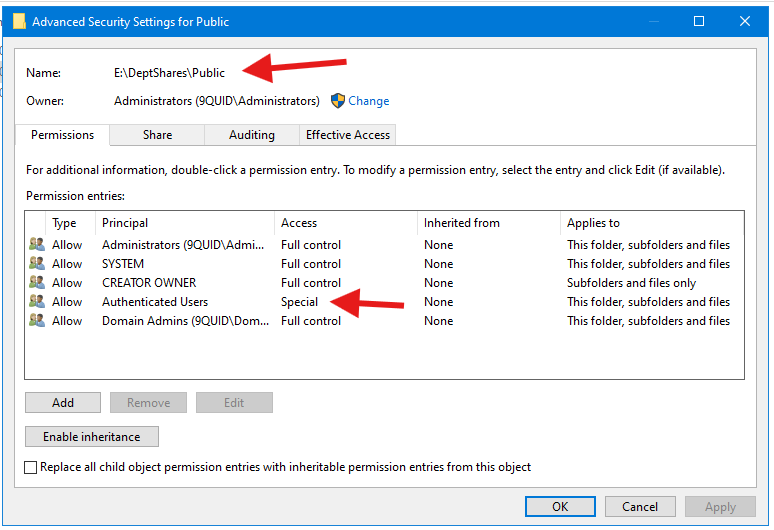 Advanced Security Settings for Public
Name: E:\DeptShares\Public
Owner: Administrators (9QUID\Administrators) Change
Permissions Share Auditing Effective Access
For additional information, double-click a permission entry. To modify a permission entry, select the entry and click Edit (if available).
Permission entries:
Type Principal Access Inherited from Applies to
Allow Administrators (9QUID\Admi... Full control None This folder, subfolders and files
Allow SYSTEM Full control None This folder, subfolders and files
Allow CREATOR OWNER Full control None Subfolders and files only
Allow Authenticated Users Special None This folder, subfolders and files
Allow Domain Admins (9QUID\Dom... Full control None This folder, subfolders and files
Add Remove Edit
Enable inheritance
Replace all child object permission entries with inheritable permission entries from this object
OK Cancel Apply